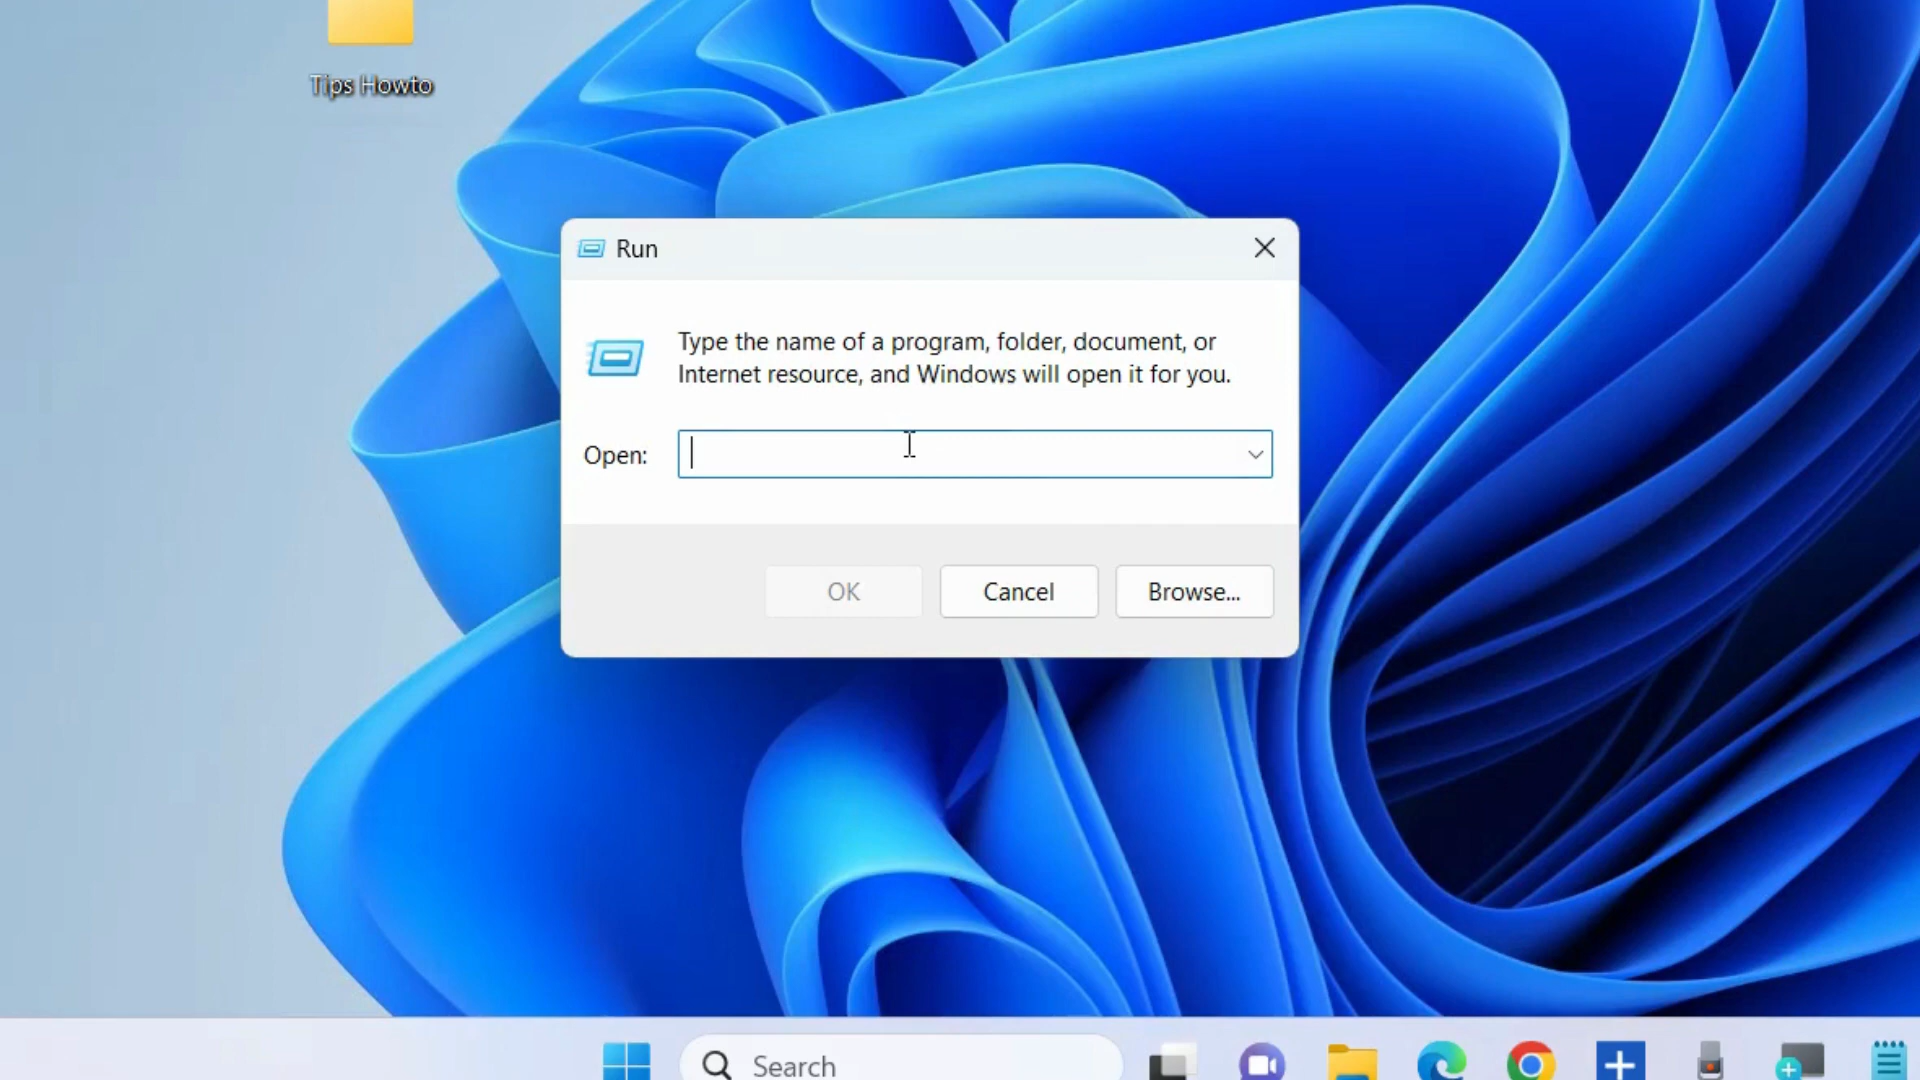 Tips Howto
Run
Type the name of a program, folder, document, or
Internet resource, and Windows will open it for you.
Open:
OK
Cancel
Browse...
Search